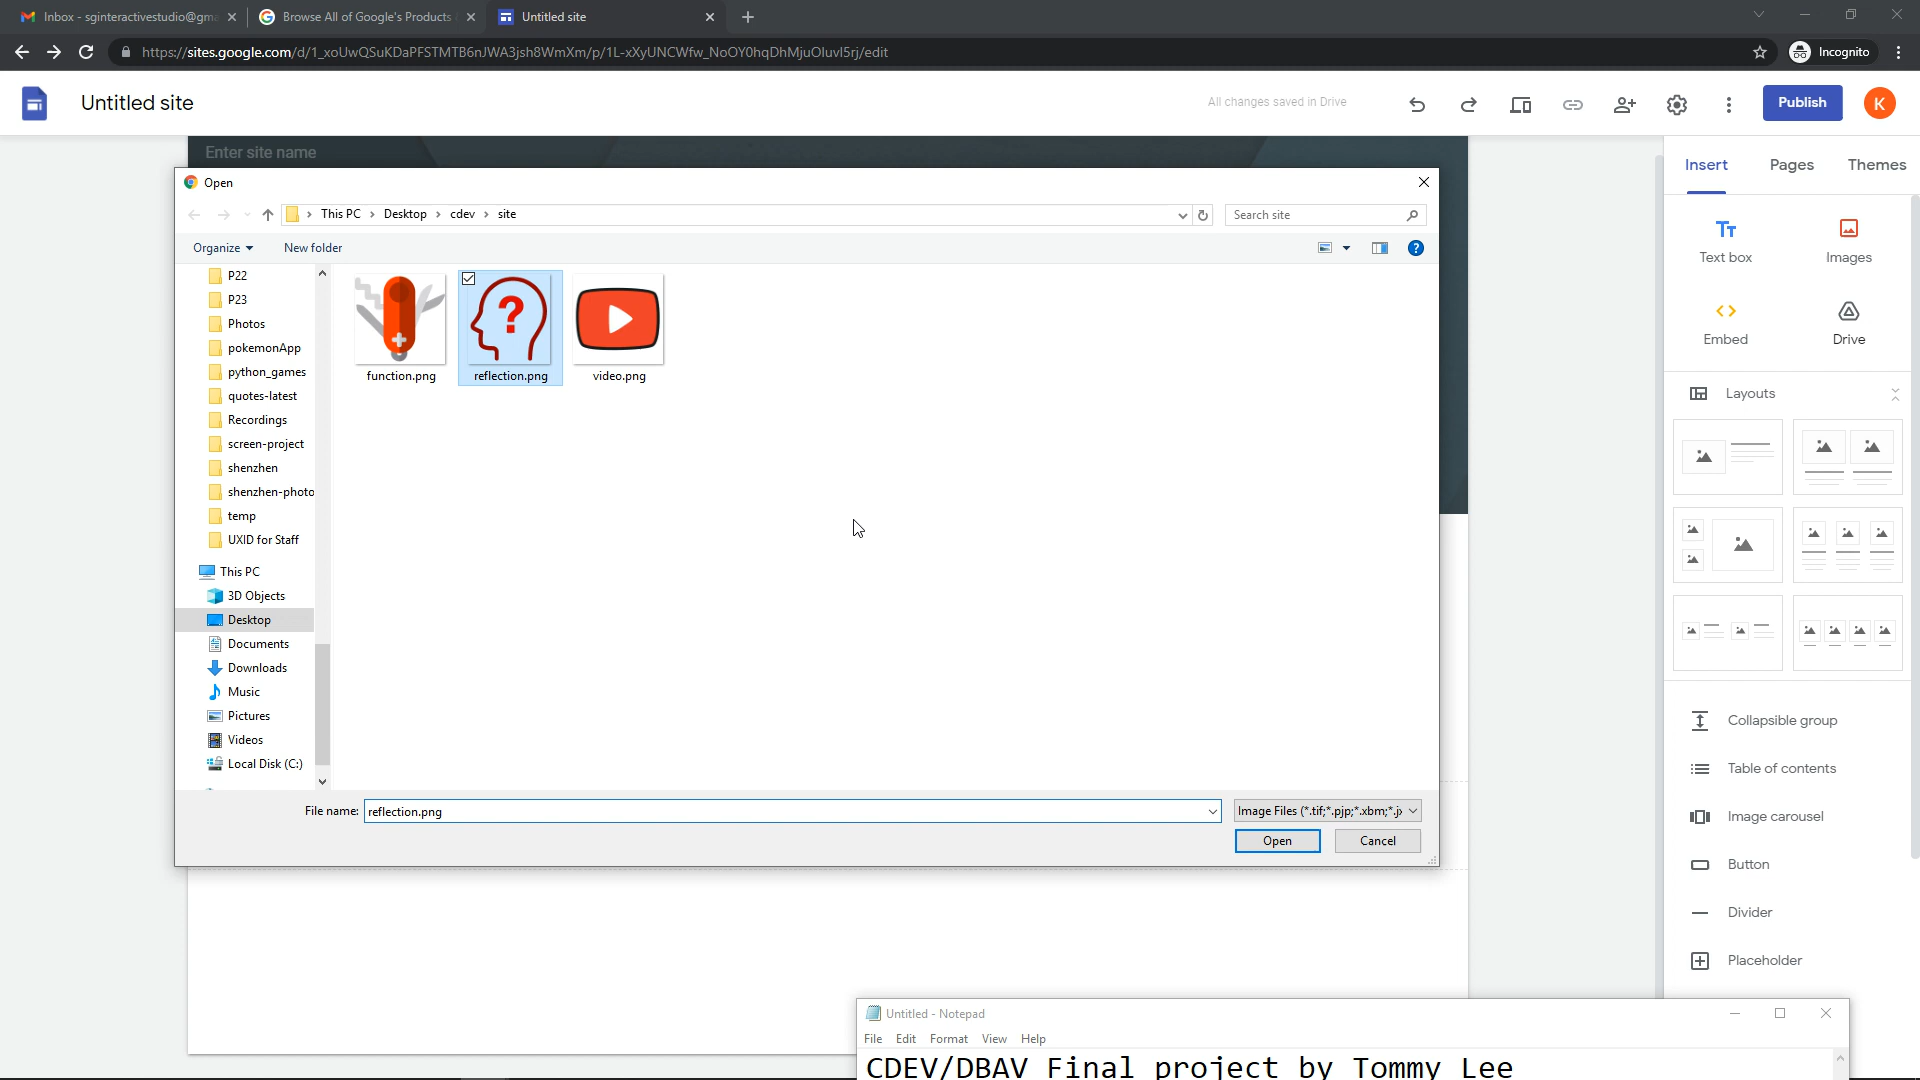 Inbox - sginteractivestudio@gma
Browse All of Google's Products
Untitled site
https://sites.google.com/d/1_xoUwQSuKDaPFSTMTB6nJWA3jsh8WmXm/p/1L-xXyUNCWfw_NoOY0hqDhMjuOluvI5rj/edit
Incognito
Untitled site
All changes saved in Drive
Publish
K
Enter site name
Insert
Pages
Themes
Open
This PC > Desktop > cdev > site
Search site
Organize
New folder
Text box
Images
Embed
Drive
P22
P23
Photos
pokemonApp
python_games
quotes-latest
Recordings
screen-project
shenzhen
shenzhen-photo
temp
UXID for Staff
This PC
3D Objects
Desktop
Documents
Downloads
Music
Pictures
Videos
Local Disk (C:)
function.png
reflection.png
video.png
Layouts
Collapsible group
Table of contents
Image carousel
Button
Divider
Placeholder
File name: reflection.png
Image Files (*.tif;*.pjp;*.xbm;*.jx
Open
Cancel
Untitled - Notepad
File Edit Format View Help
CDEV/DBAV Final project by Tommy Lee